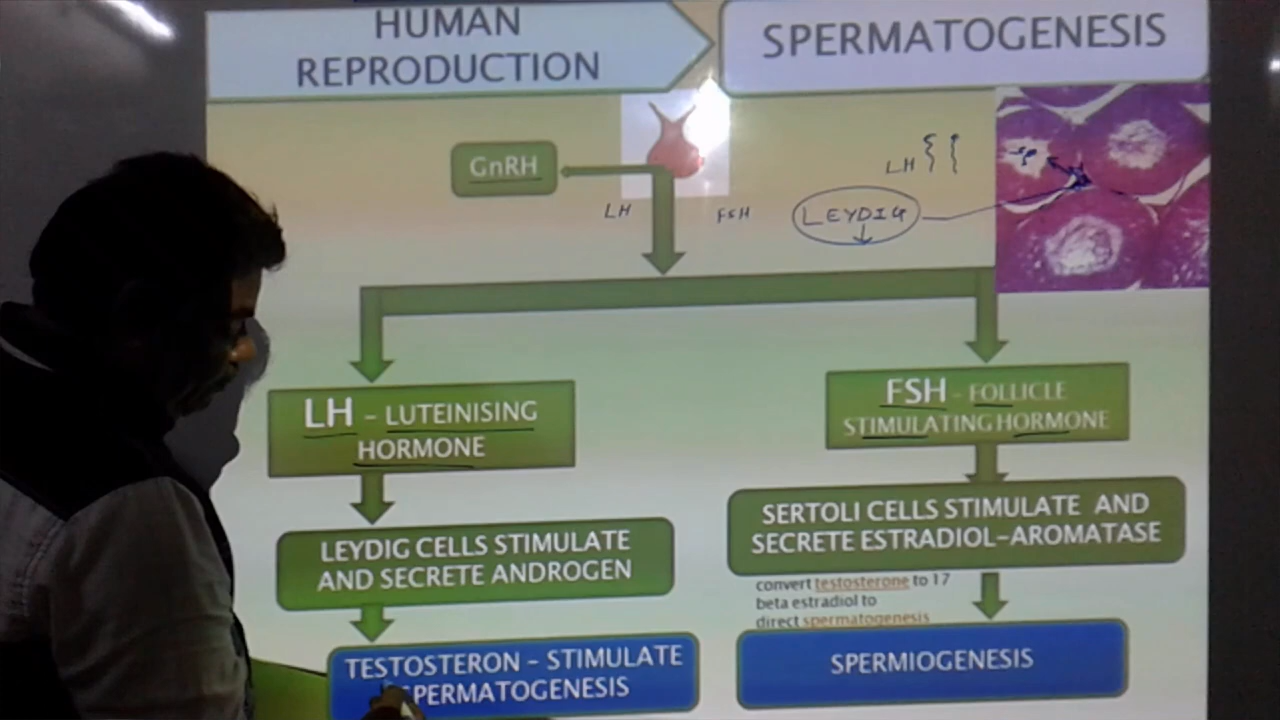 HUMAN
REPRODUCTION
SPERMATOGENESIS
GnRH
LH
FSH
LH
LEYDIG
SP
LH - LUTEINISING
HORMONE
FSH - FOLLICLE
STIMULATING HORMONE
LEYDIG CELLS STIMULATE
AND SECRETE ANDROGEN
SERTOLI CELLS STIMULATE AND
SECRETE ESTRADIOL-AROMATASE
convert testosterone to 17
beta estradiol to
direct spermatogenesis
TESTOSTERON - STIMULATE
SPERMATOGENESIS
SPERMIOGENESIS